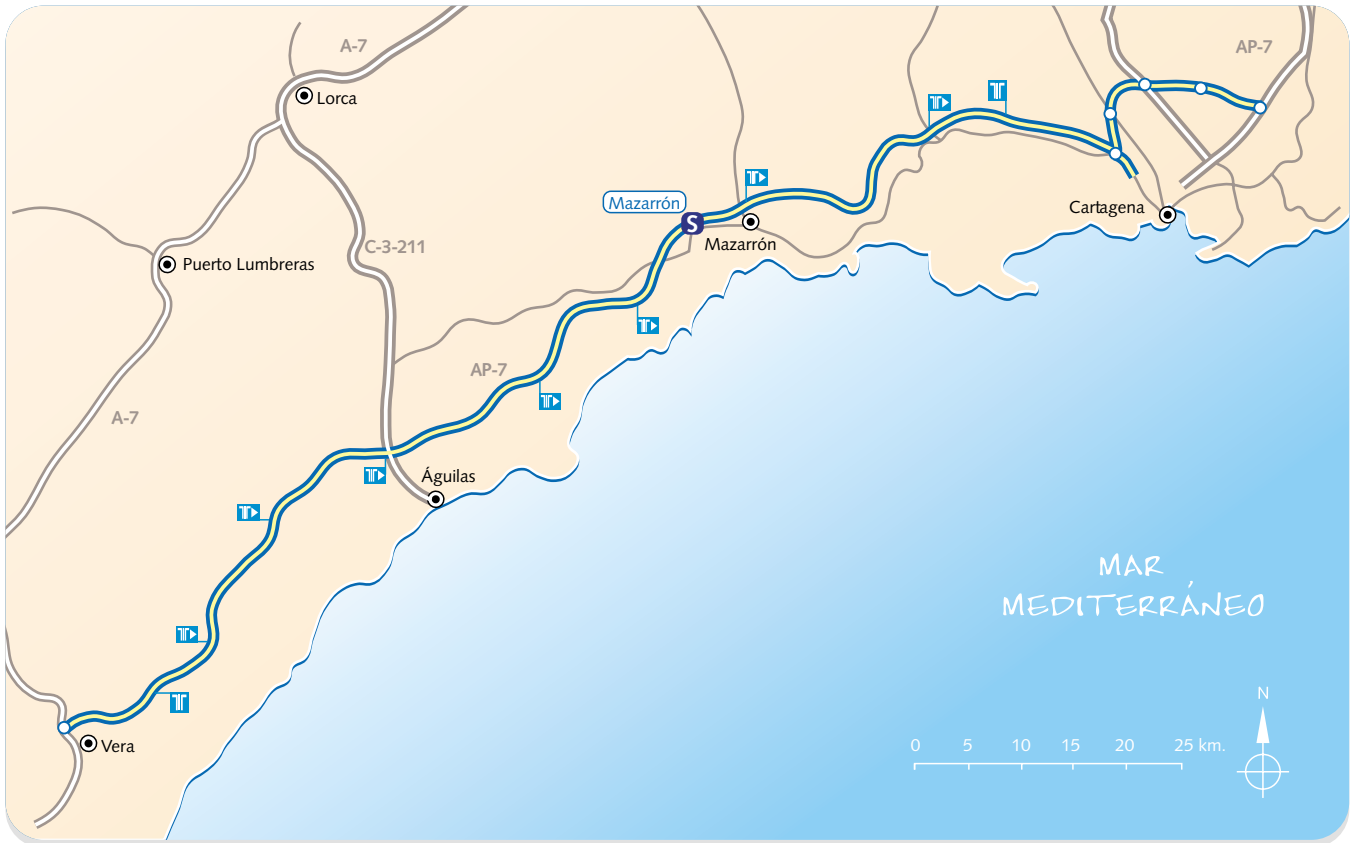 A-7
AP-7
Lorca
Mazarrón
Cartagena
Mazarrón
S
C-3-211
Puerto Lumbreras
AP-7
A-7
Águilas
MAR
MEDITERRÁNEO
N
Vera
0 5 10 15 20 25 km.